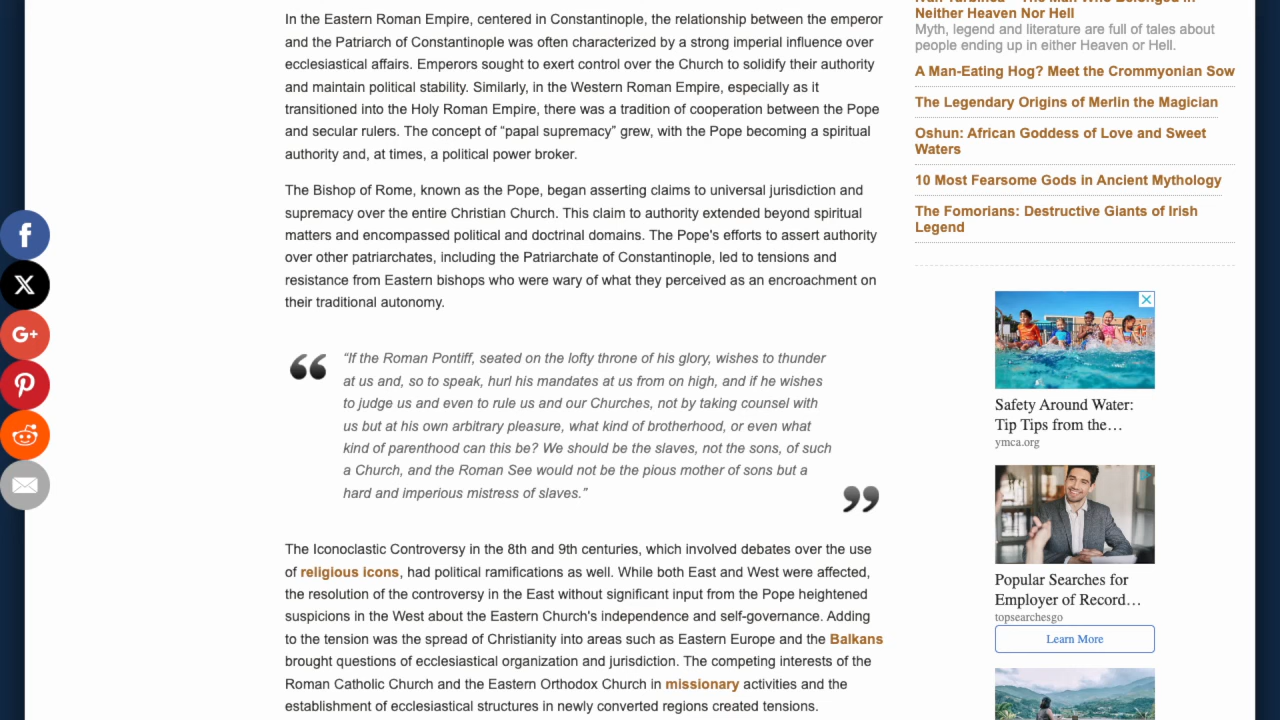 In the Eastern Roman Empire, centered in Constantinople, the relationship between the emperor
and the Patriarch of Constantinople was often characterized by a strong imperial influence over
ecclesiastical affairs. Emperors sought to exert control over the Church to solidify their authority
and maintain political stability. Similarly, in the Western Roman Empire, especially as it
transitioned into the Holy Roman Empire, there was a tradition of cooperation between the Pope
and secular rulers. The concept of “papal supremacy” grew, with the Pope becoming a spiritual
authority and, at times, a political power broker.
The Bishop of Rome, known as the Pope, began asserting claims to universal jurisdiction and
supremacy over the entire Christian Church. This claim to authority extended beyond spiritual
matters and encompassed political and doctrinal domains. The Pope's efforts to assert authority
over other patriarchates, including the Patriarchate of Constantinople, led to tensions and
resistance from Eastern bishops who were wary of what they perceived as an encroachment on
their traditional autonomy.
“If the Roman Pontiff, seated on the lofty throne of his glory, wishes to thunder
at us and, so to speak, hurl his mandates at us from on high, and if he wishes
to judge us and even to rule us and our Churches, not by taking counsel with
us but at his own arbitrary pleasure, what kind of brotherhood, or even what
kind of parenthood can this be? We should be the slaves, not the sons, of such
a Church, and the Roman See would not be the pious mother of sons but a
hard and imperious mistress of slaves.”
The Iconoclastic Controversy in the 8th and 9th centuries, which involved debates over the use
of religious icons, had political ramifications as well. While both East and West were affected,
the resolution of the controversy in the East without significant input from the Pope heightened
suspicions in the West about the Eastern Church's independence and self-governance. Adding
to the tension was the spread of Christianity into areas such as Eastern Europe and the Balkans
brought questions of ecclesiastical organization and jurisdiction. The competing interests of the
Roman Catholic Church and the Eastern Orthodox Church in missionary activities and the
establishment of ecclesiastical structures in newly converted regions created tensions.
Neither Heaven Nor Hell
Myth, legend and literature are full of tales about
people ending up in either Heaven or Hell.
A Man-Eating Hog? Meet the Crommyonian Sow
The Legendary Origins of Merlin the Magician
Oshun: African Goddess of Love and Sweet
Waters
10 Most Fearsome Gods in Ancient Mythology
The Fomorians: Destructive Giants of Irish
Legend
Safety Around Water:
Tip Tips from the…
ymca.org
Popular Searches for
Employer of Record…
topsearchesgo
Learn More